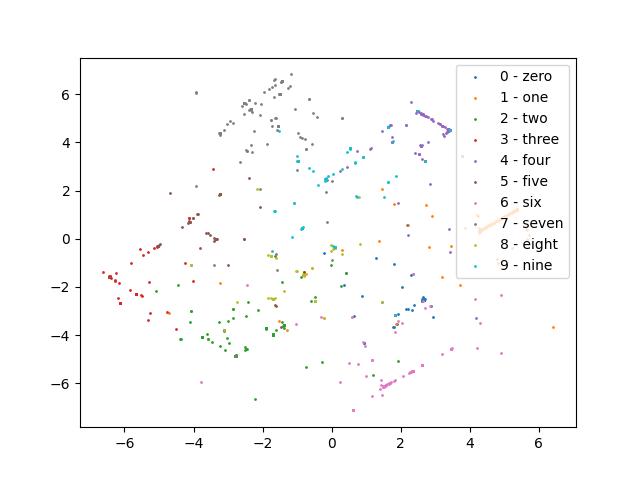 6
4
2
0
−2
−4
−6
−6 −4 −2 0 2 4 6
0 - zero
1 - one
2 - two
3 - three
4 - four
5 - five
6 - six
7 - seven
8 - eight
9 - nine